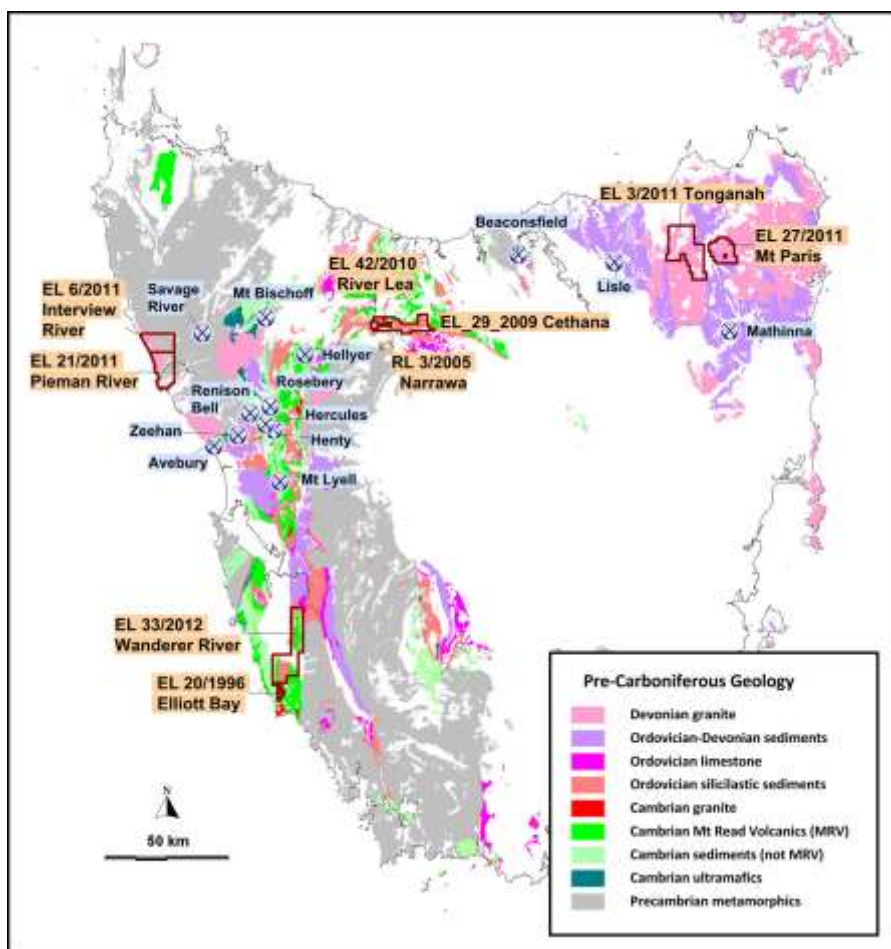 EL 3/2011 Tonganah
Beaconsfield
EL 27/2011
Mt Paris
EL 42/2010
River Lea
Savage
River
Mt Bischoff
EL 6/2011
Interview
River
Lisle
EL_29_2009 Cethana
Mathinna
EL 21/2011
Pieman River
Hellyer
RL 3/2005
Narrawa
Renison
Bell
Rosebery
Hercules
Zeehan
Henty
Avebury
Mt Lyell
EL 33/2012
Wanderer River
EL 20/1996
Elliott Bay
N
50 km
Pre-Carboniferous Geology
Devonian granite
Ordovician-Devonian sediments
Ordovician limestone
Ordovician silicilastic sediments
Cambrian granite
Cambrian Mt Read Volcanics (MRV)
Cambrian sediments (not MRV)
Cambrian ultramafics
Precambrian metamorphics